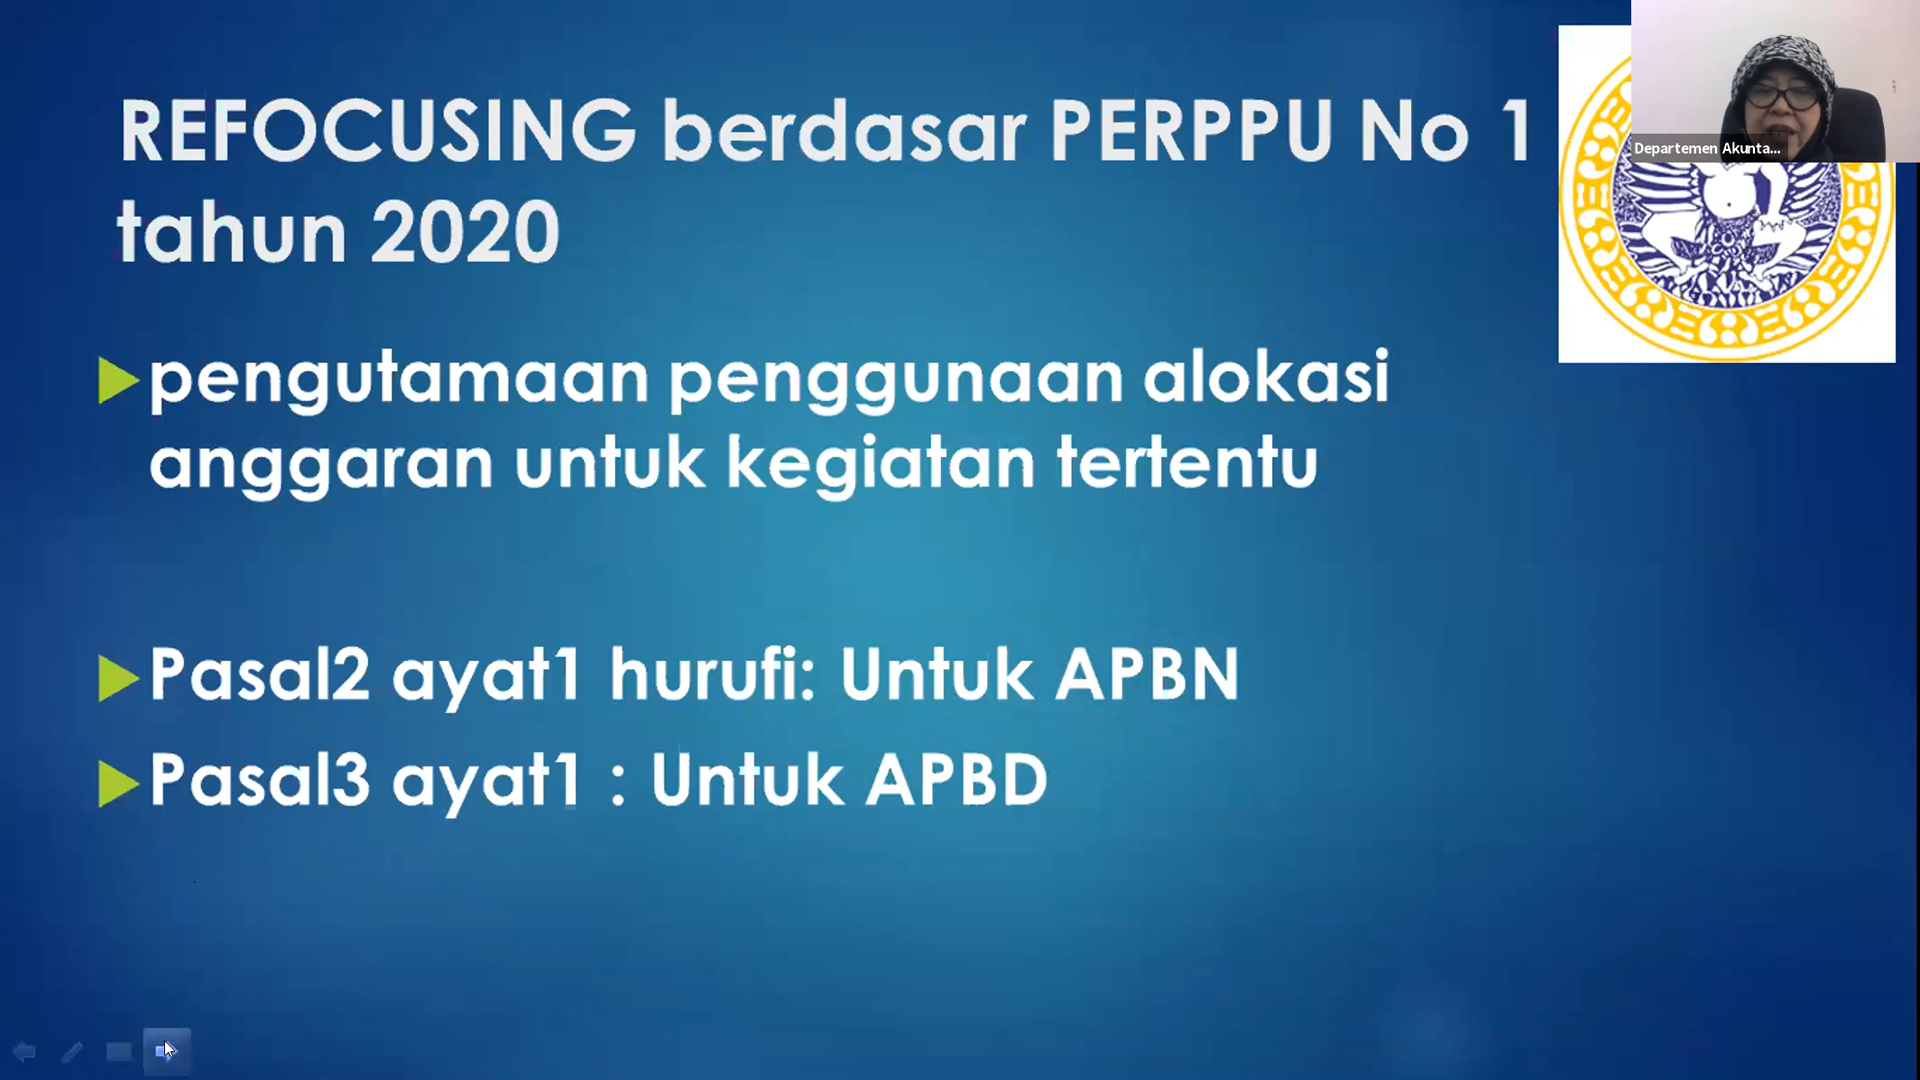 REFOCUSING berdasar PERPPU No 1
tahun 2020
pengutamaan penggunaan alokasi
anggaran untuk kegiatan tertentu
Pasal2 ayat1 hurufi: Untuk APBN
Pasal3 ayat1 : Untuk APBD
Departemen Akunta...